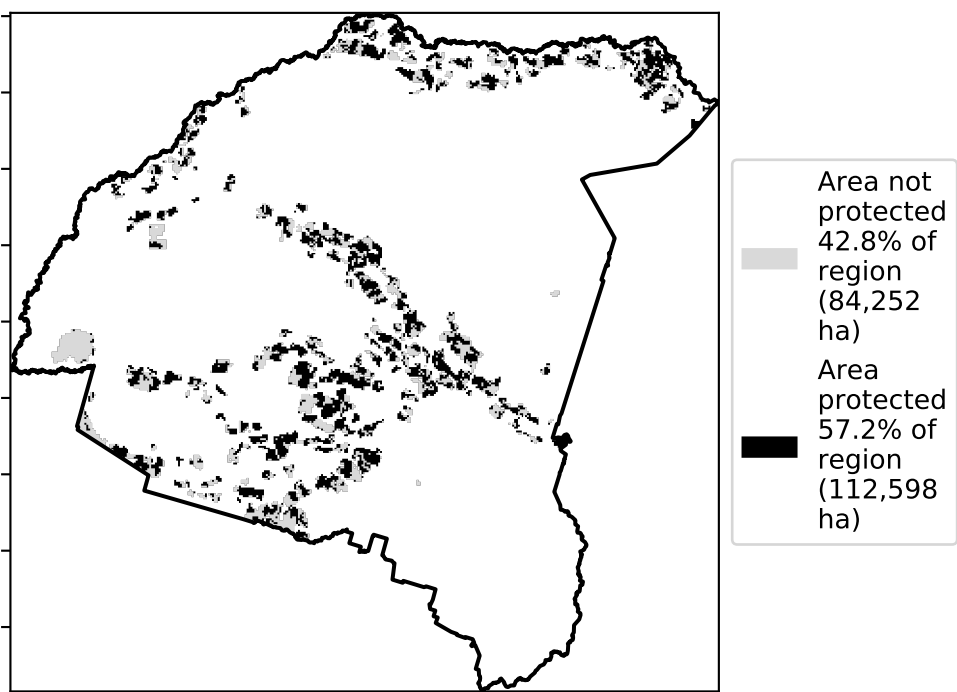 Area not
protected
42.8% of
region
(84,252
ha)
Area
protected
57.2% of
region
(112,598
ha)